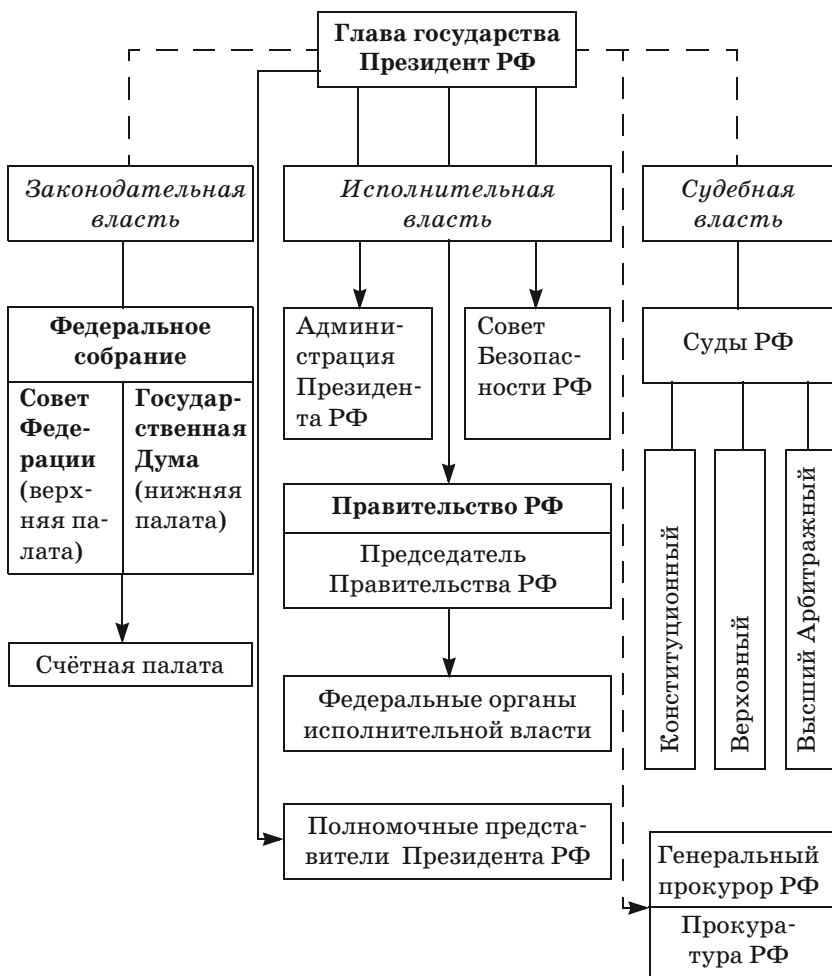 Глава государства
Президент РФ
Законодательная
власть
Исполнительная
власть
Судебная
власть
Федеральное
собрание
Совет
Феде-
рации
(верх-
няя па-
лата)
Государ-
ственная
Дума
(нижняя
палата)
Счётная палата
Админи-
страция
Президен-
та РФ
Совет
Безопас-
ности РФ
Правительство РФ
Председатель
Правительства РФ
Федеральные органы
исполнительной власти
Полномочные предста-
вители Президента РФ
Суды РФ
Конституционный
Верховный
Высший Арбитражный
Генеральный
прокурор РФ
Прокура-
тура РФ